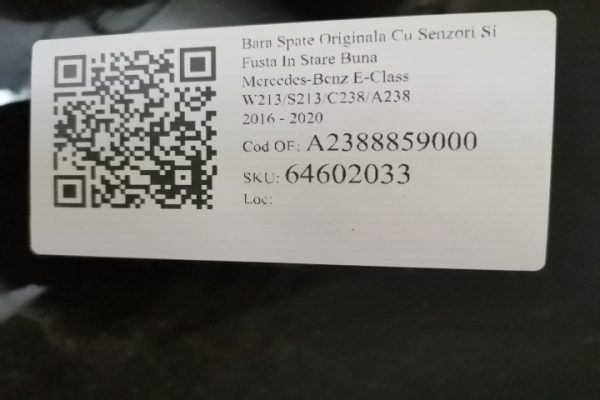 Bara Spate Originala Cu Senzori Si
Fusta In Stare Buna
Mercedes-Benz E-Class
W213/S213/C238/A238
2016 - 2020
Cod OE: A2388859000
SKU: 64602033
Loc: